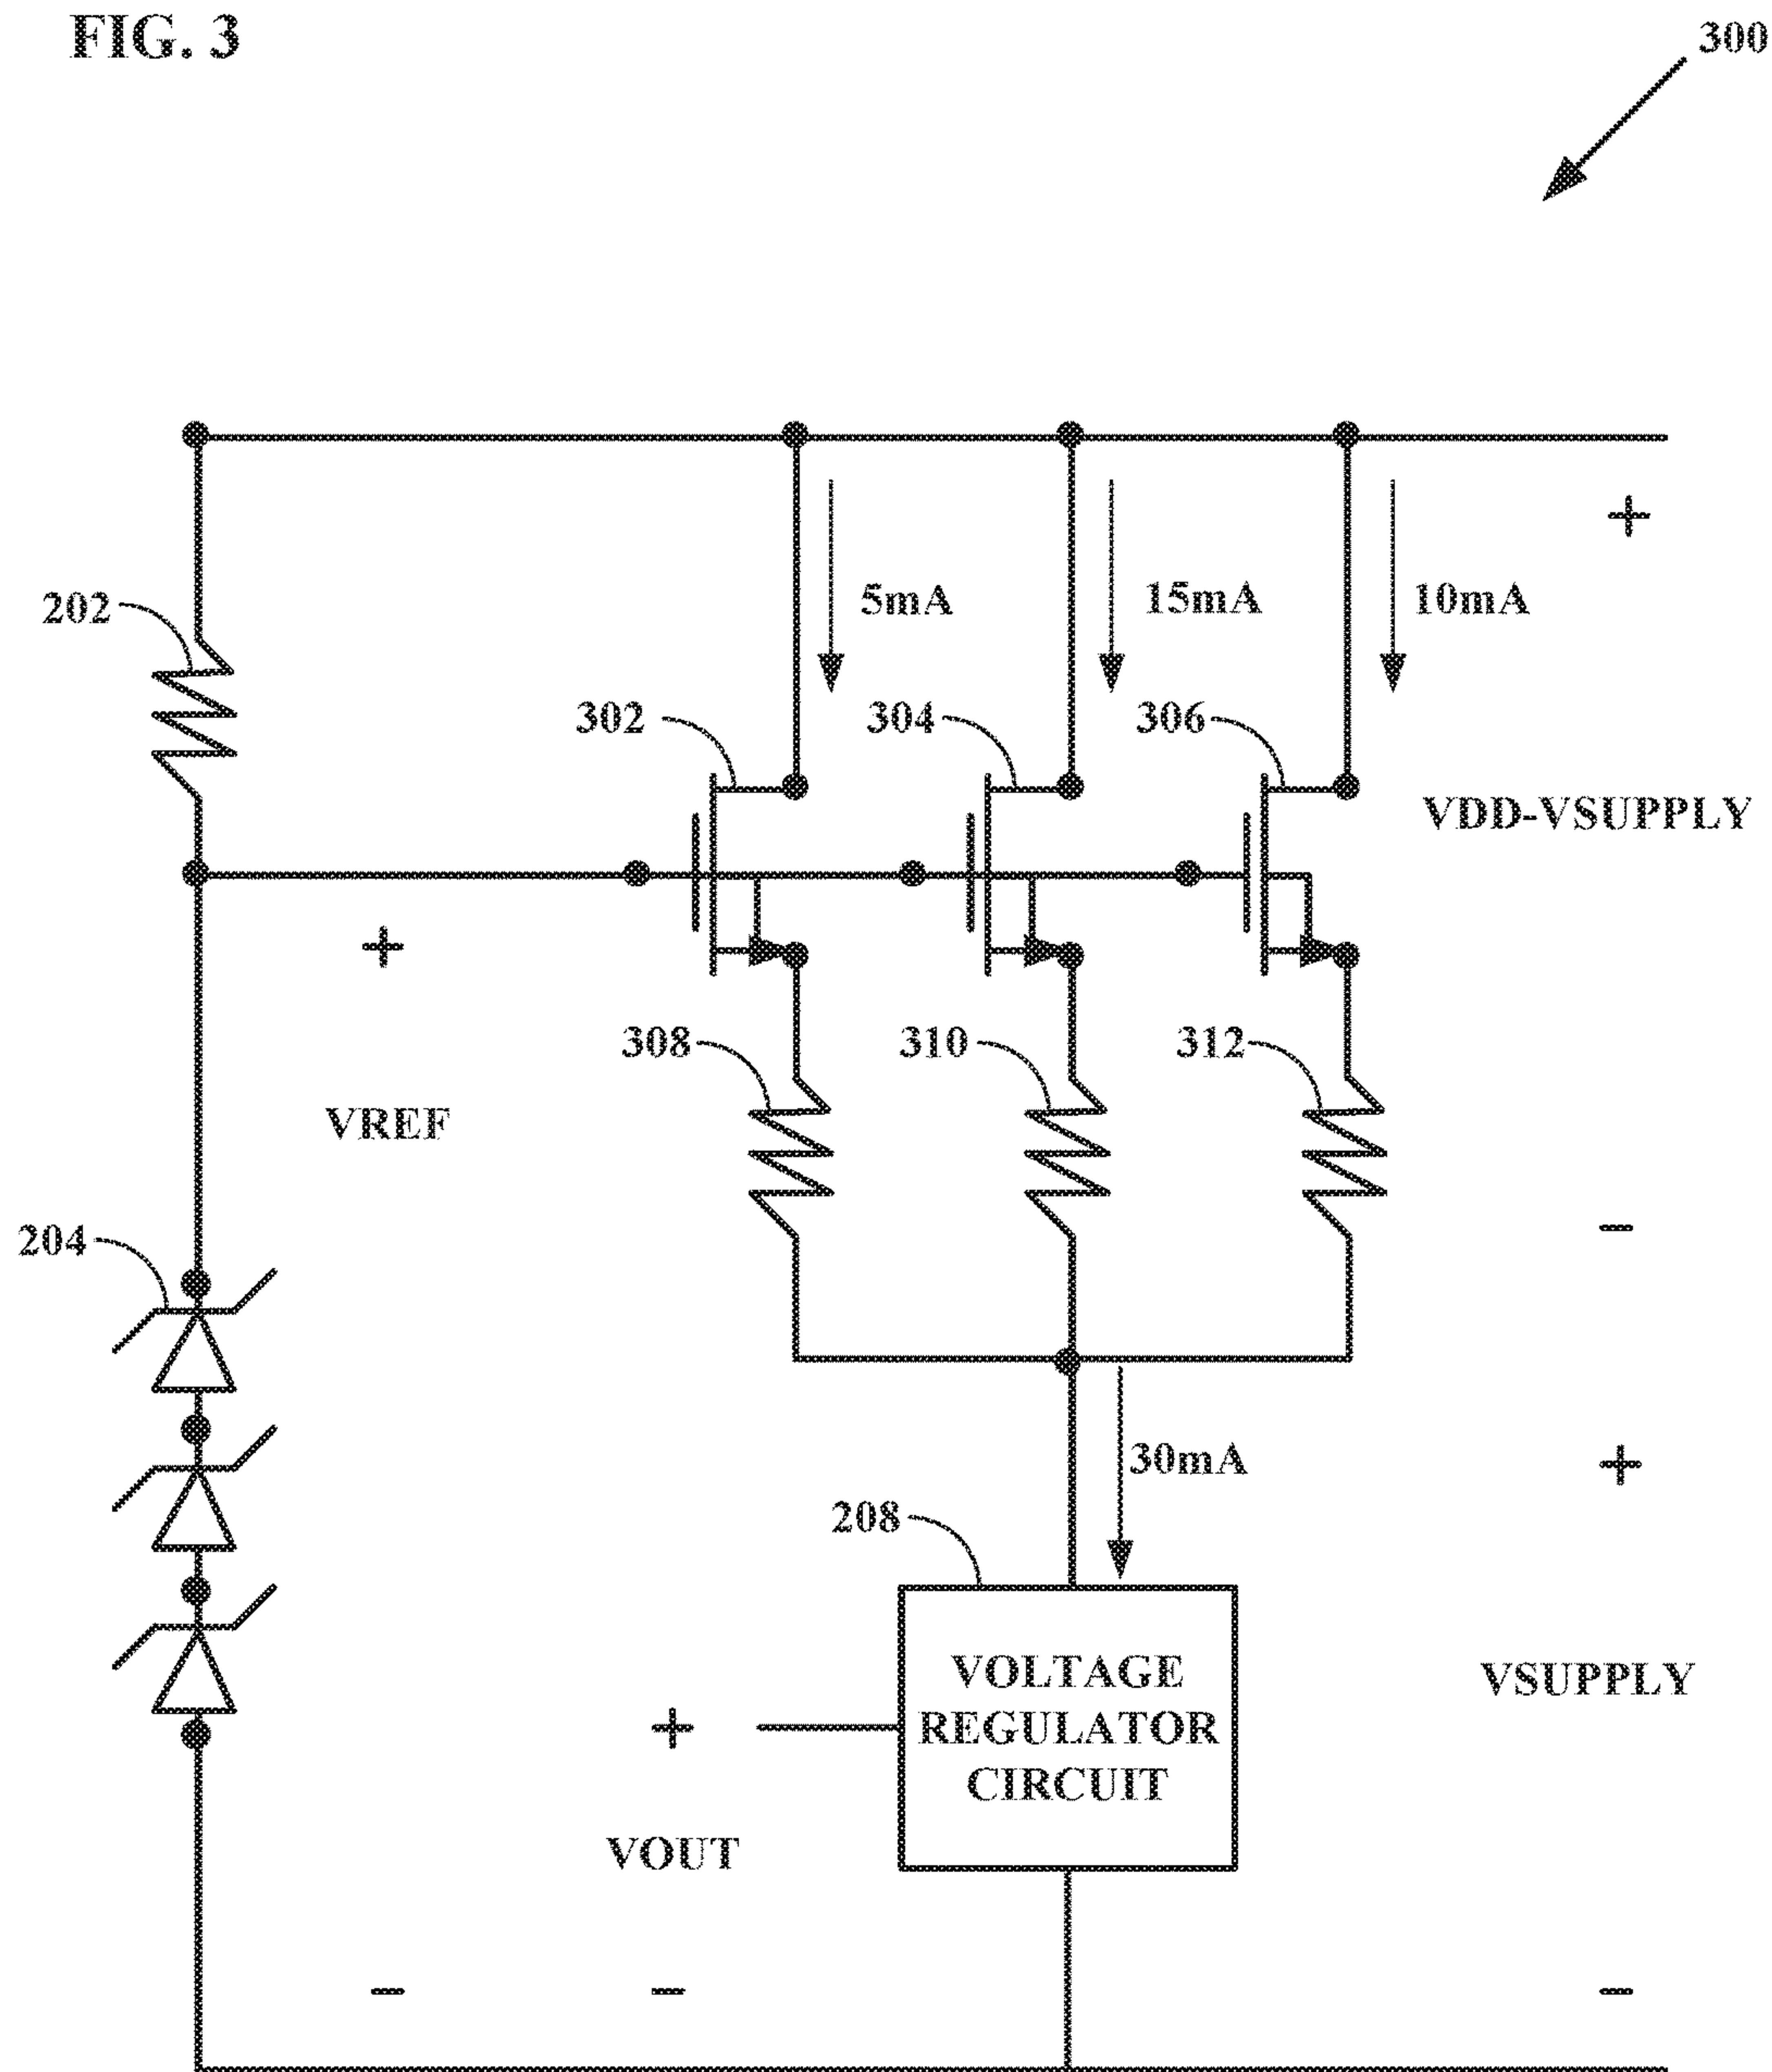 FIG. 3
300
202
5mA
15mA
10mA
302
304
306
VDD-VSUPPLY
+
+
308
310
312
VREF
204
-
30mA
+
208
VOLTAGE
REGULATOR
CIRCUIT
VSUPPLY
+
VOUT
-
-
-